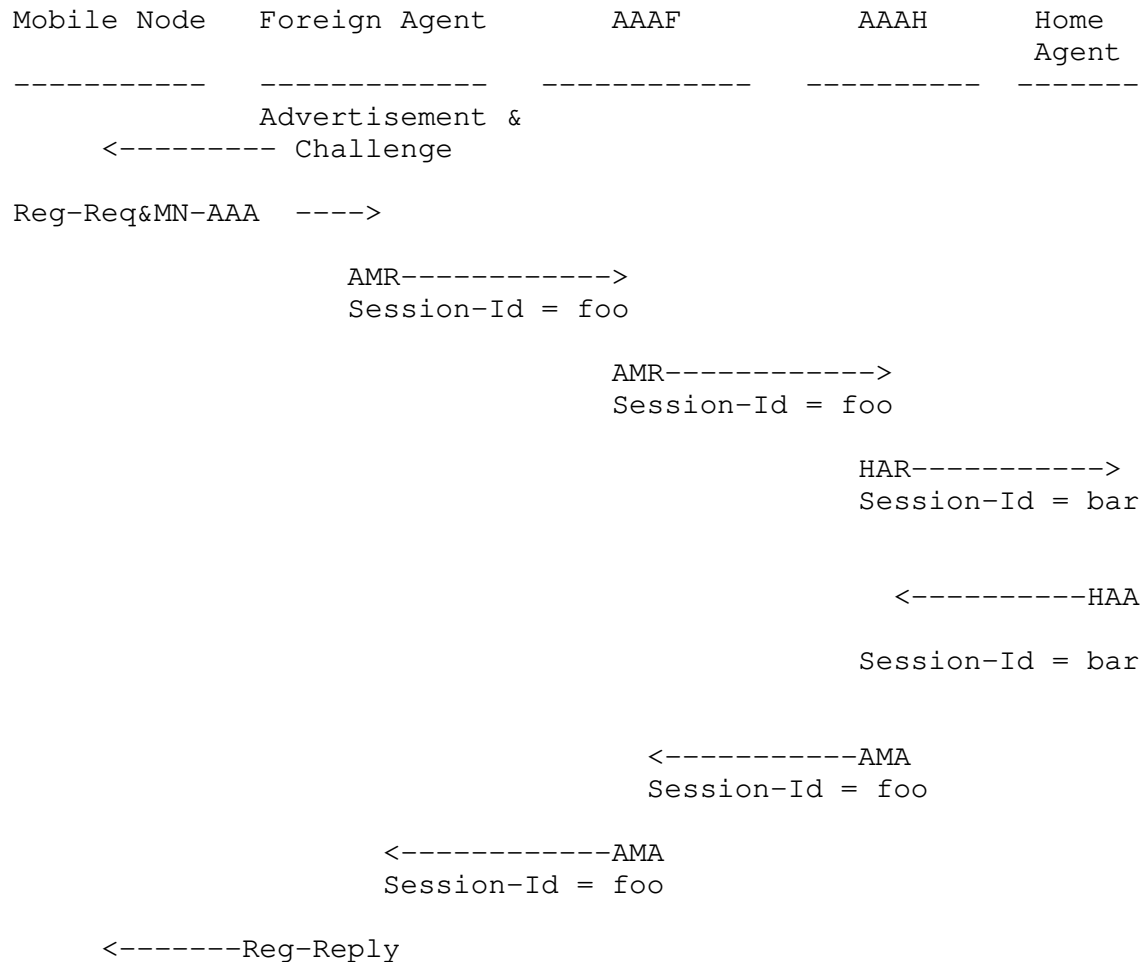 Mobile Node   Foreign Agent       AAAF            AAAH      Home
                                                          Agent
-----------   -------------   ------------   ----------  -------
              Advertisement &
     <--------- Challenge
Reg-Req&MN-AAA  ---->
                   AMR------------>
                   Session-Id = foo
                                  AMR------------>
                                  Session-Id = foo
                                                HAR----------->
                                                Session-Id = bar
                                                  <----------HAA
                                                Session-Id = bar
                                    <-----------AMA
                                    Session-Id = foo
                     <------------AMA
                     Session-Id = foo
     <-------Reg-Reply